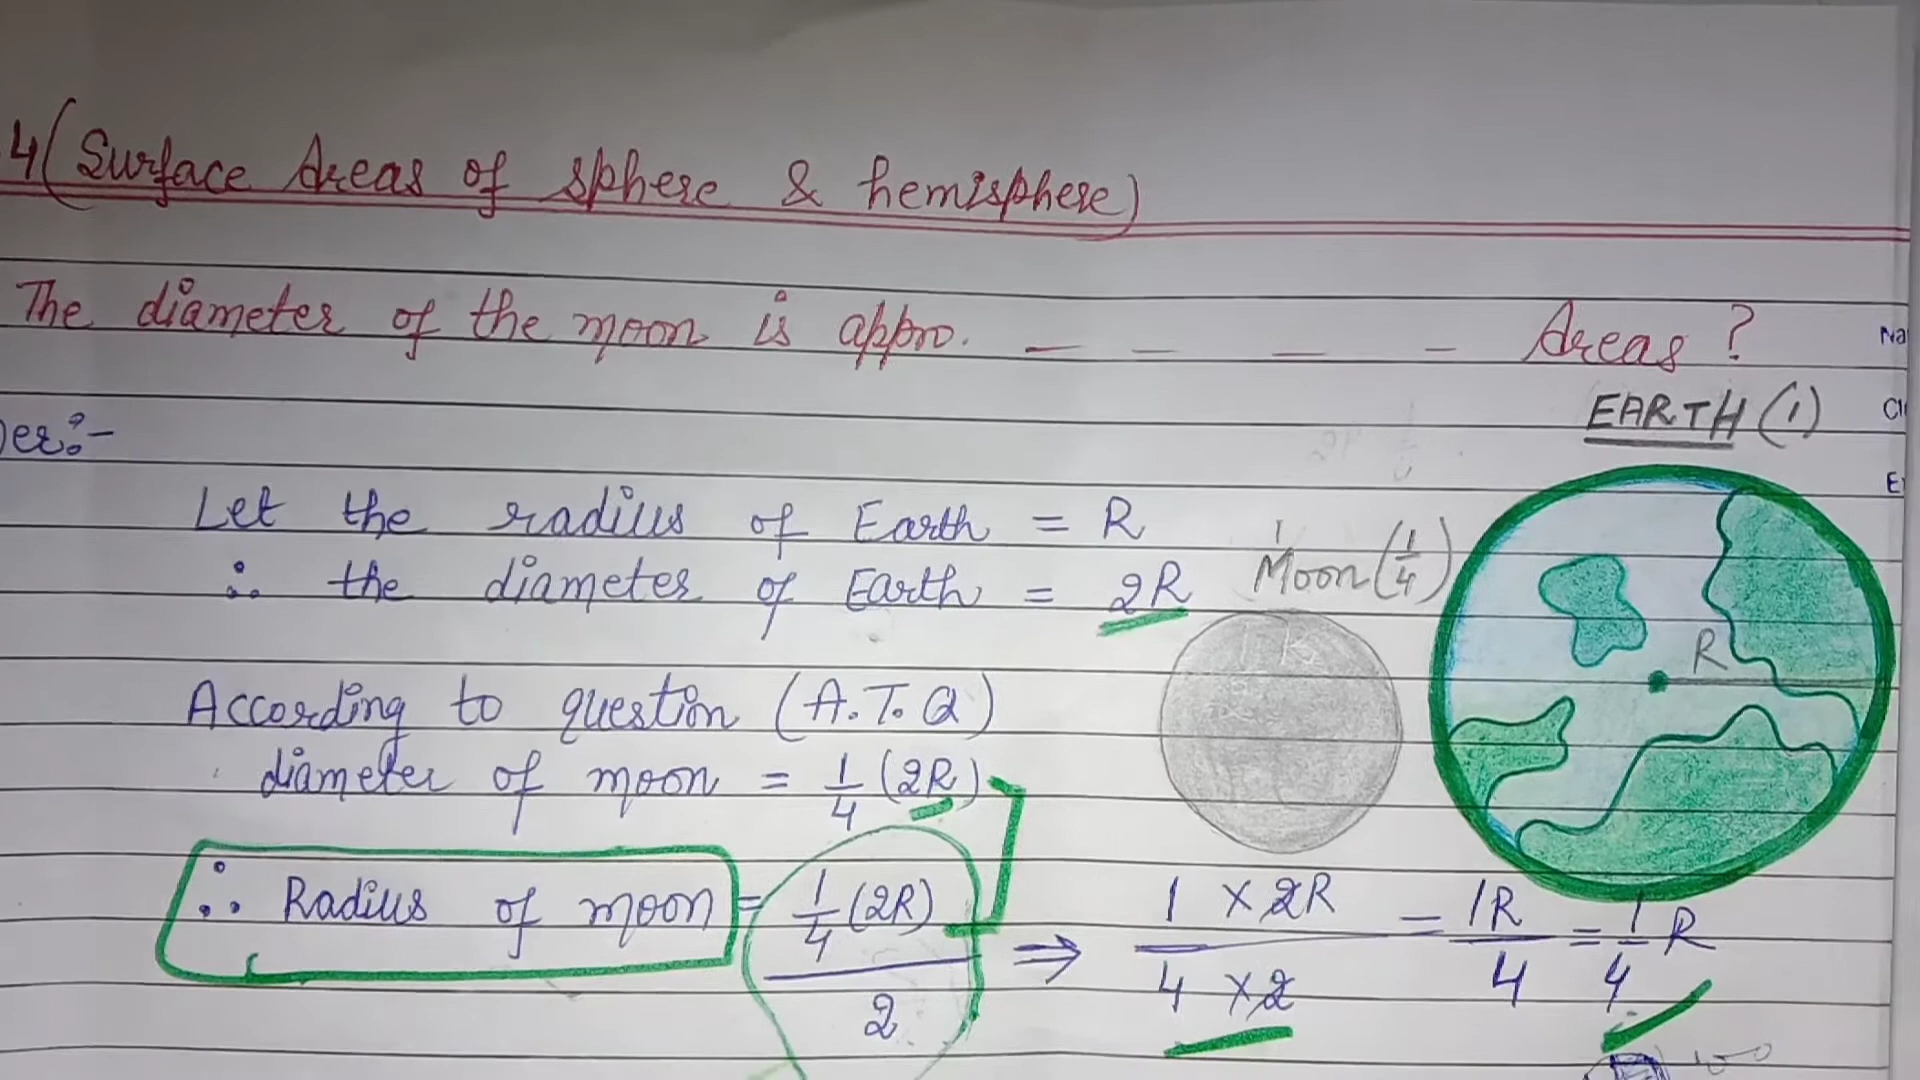 4 (Surface Areas of sphere & hemisphere)
The diameter of the moon is appro. _ _ _ _ Areas?
EARTH (1)
Let the radius of Earth = R
Moon (1/4)
∴ the diameter of Earth = 2R
R
According to question (A.T.Q)
diameter of moon = 1/4 (2R)
∴ Radius of moon = 1/4 (2R) / 2 ⇒ 1 × 2R / 4 × 2 = 1R / 4 = 1/4 R